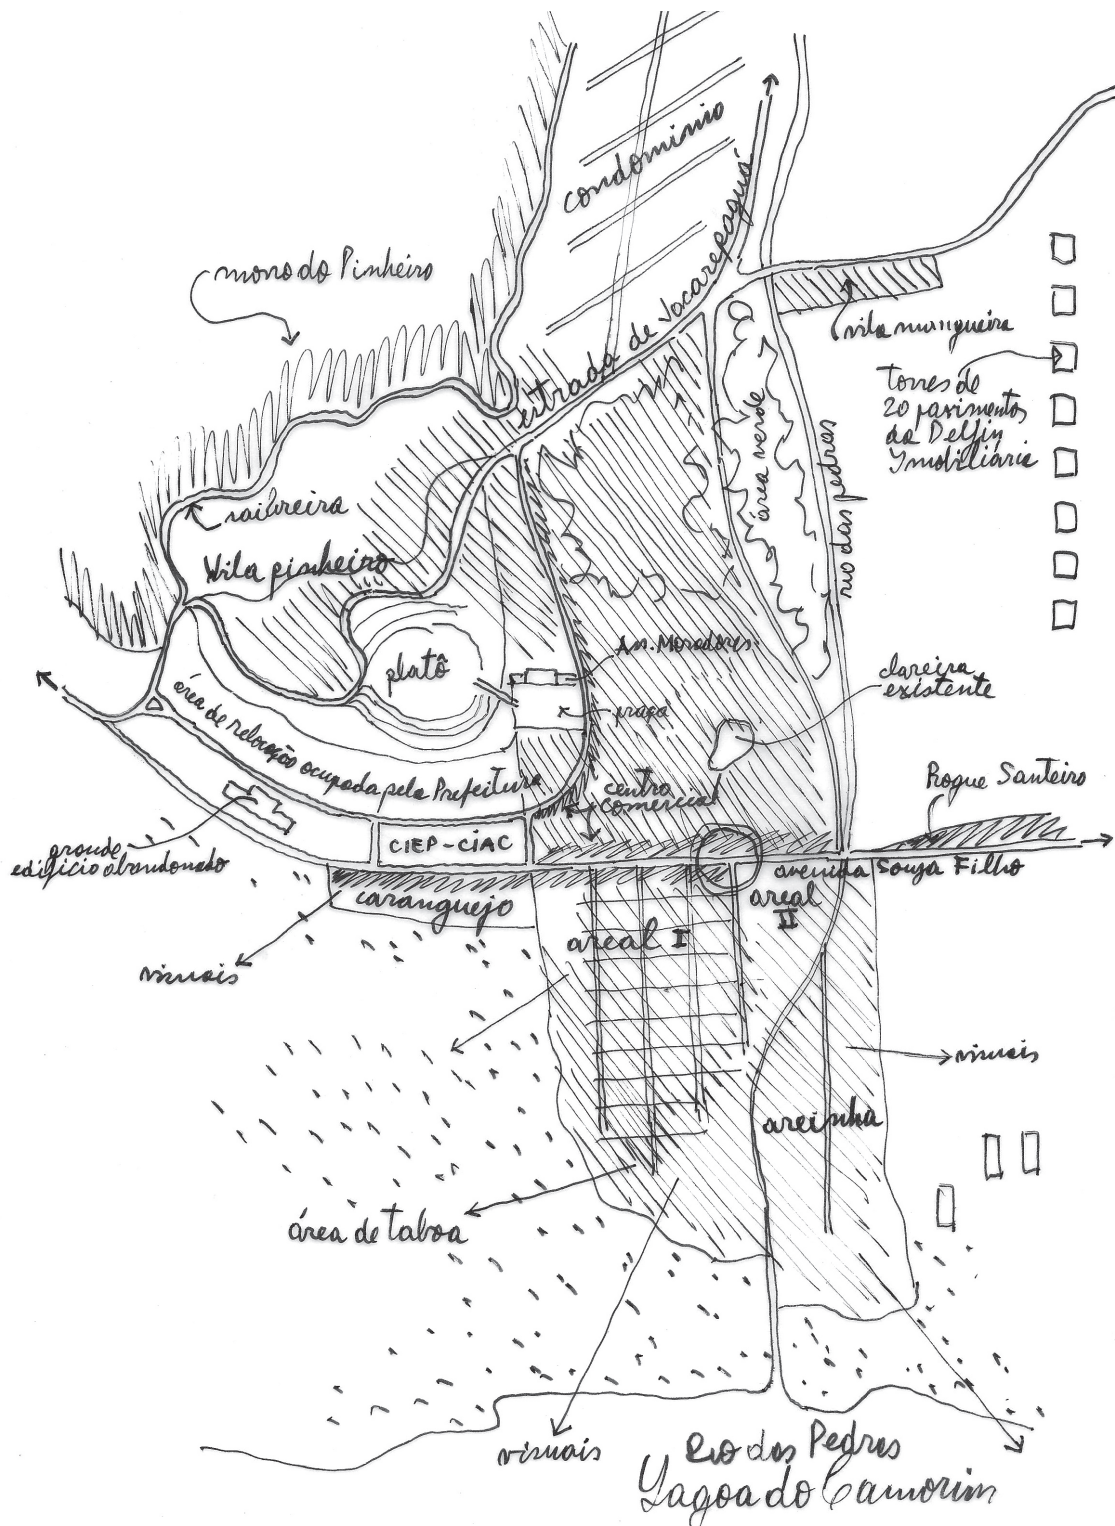 condominio
estrada de Jacarepaguá
morro do Pinheiro
vila mangueira
torres de
20 pavimentos
da Delfin
Imobiliária
área verde
rio das pedras
saibreira
Vila pinheiro
platô
Ass. Moradores
clareira
existente
praça
área de relocação ocupada pela Prefeitura
centro
comercial
Roque Santeiro
grande
edifício abandonado
CIEP-CIAC
avenida Souza Filho
caranguejo
areal I
areal
II
visuais
visuais
areinha
área de taboa
visuais
Rio das Pedras
Lagoa do Camorim